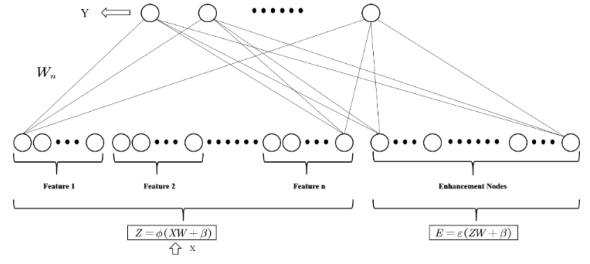 Y
W_n
Feature 1 Feature 2 Feature n Enhancement Nodes
Z = ϕ(XW + β) E = ε(ZW + β)
X